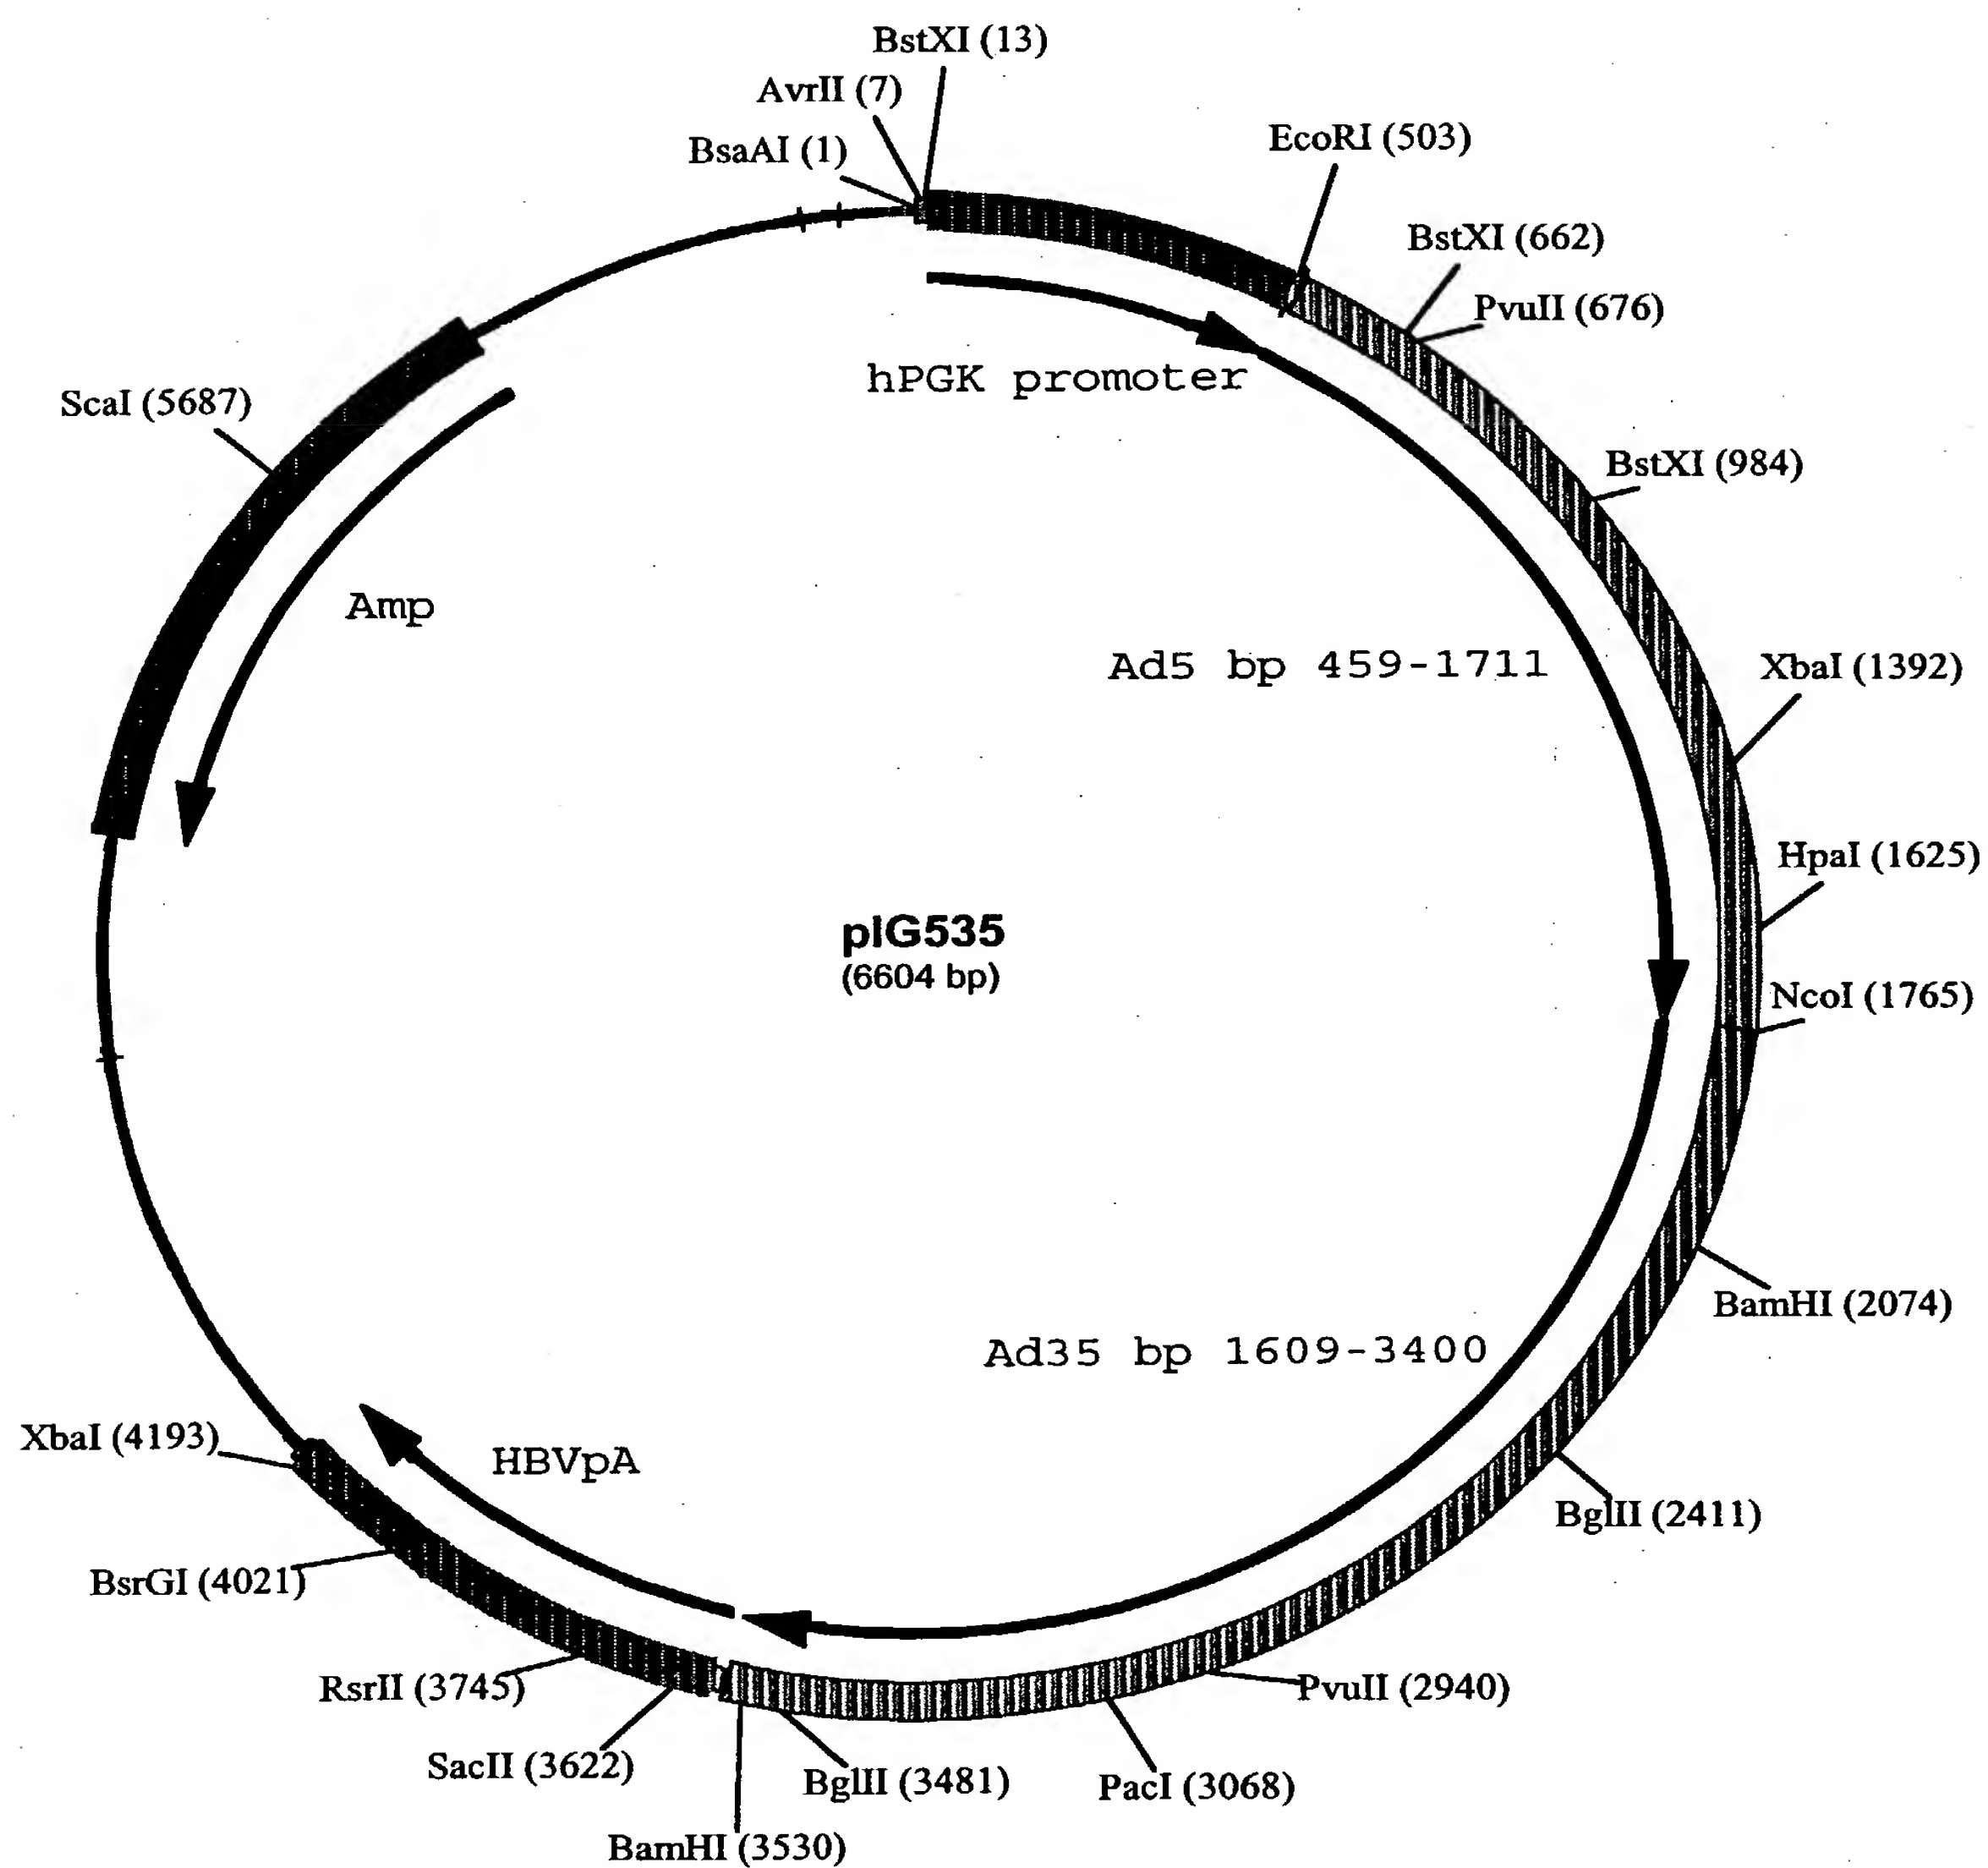 BstXI (13)
AvrII (7)
BsaAI (1)
EcoRI (503)
BstXI (662)
PvuII (676)
hPGK promoter
ScaI (5687)
BstXI (984)
Amp
Ad5 bp 459-1711
XbaI (1392)
HpaI (1625)
pIG535
(6604 bp)
NcoI (1765)
BamHI (2074)
Ad35 bp 1609-3400
XbaI (4193)
HBVpA
BglII (2411)
BsrGI (4021)
RsrII (3745)
PvuII (2940)
SacII (3622)
BglII (3481)
PacI (3068)
BamHI (3530)